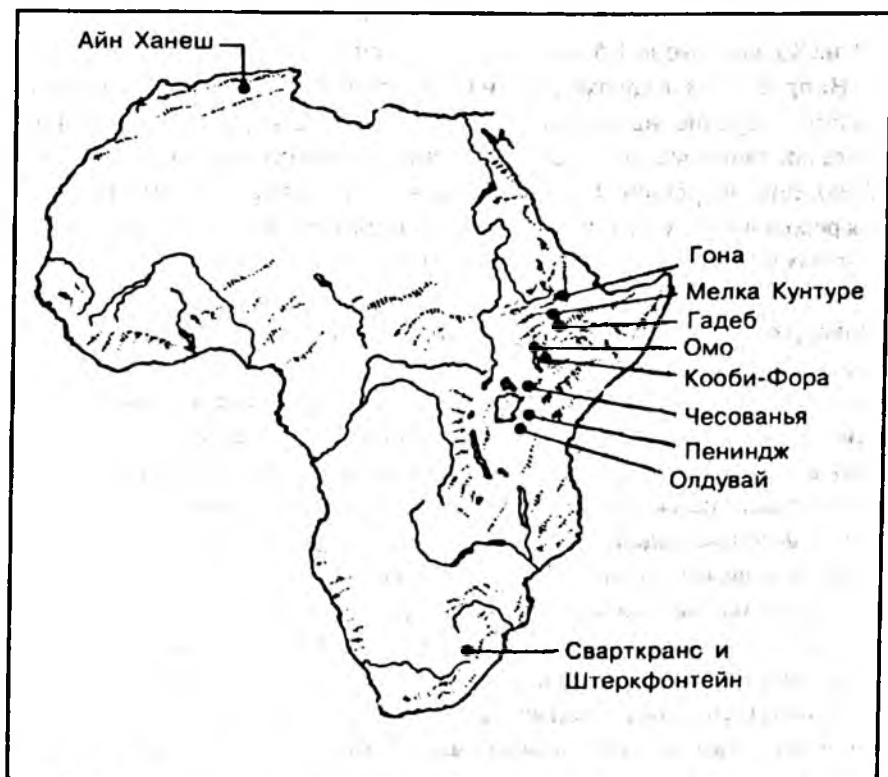 Айн Ханеш
Гона
Мелка Кунтуре
Гадеб
Омо
Кооби-Фора
Чесованья
Пениндж
Олдувай
Сварткранс и
Штеркфонтейн